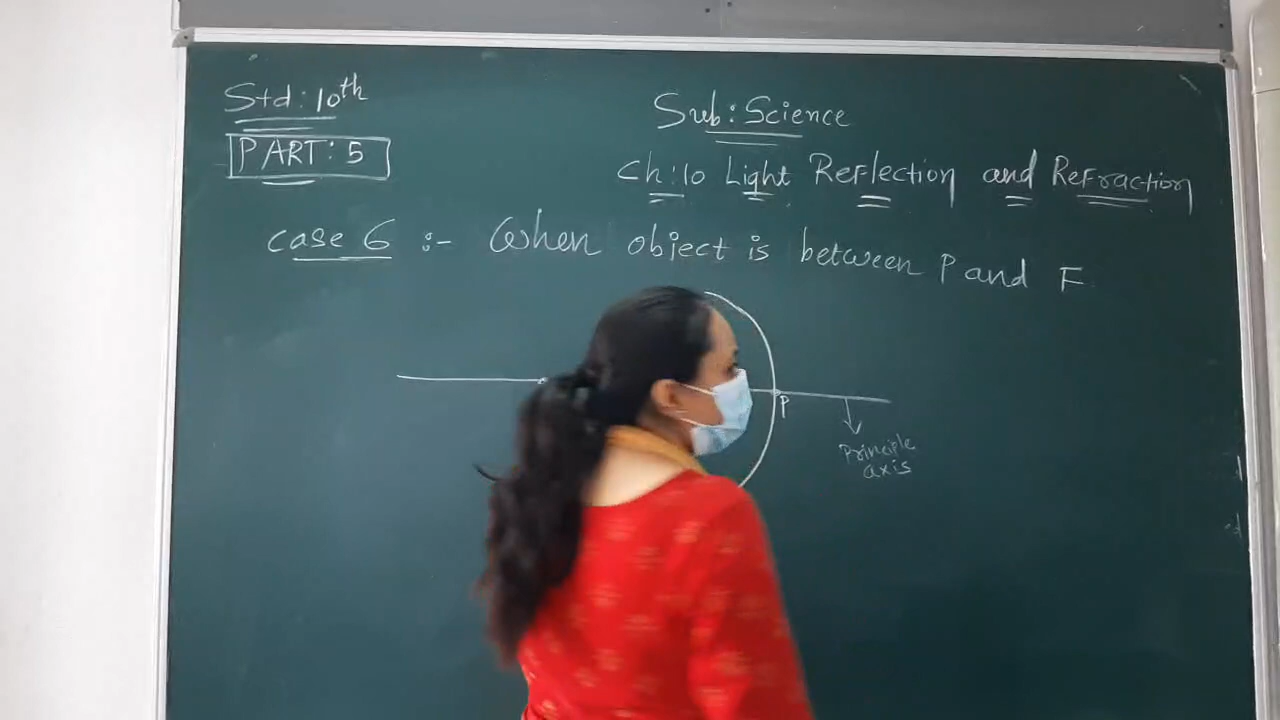 Std: 10th
PART: 5
Sub: Science
Ch:10 Light Reflection and Refraction
case 6 :- When object is between P and F
P
Principle
axis